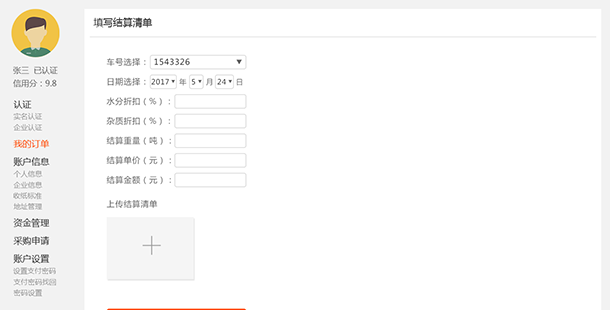 张三 已认证
信用分：9.8
认证
实名认证
企业认证
我的订单
账户信息
个人信息
企业信息
收纸标准
地址管理
资金管理
采购申请
账户设置
设置支付密码
支付密码找回
密码设置
填写结算清单
车号选择： 1543326
日期选择： 2017 年 5 月 24 日
水分折扣（%）：
杂质折扣（%）：
结算重量（吨）：
结算单价（元）：
结算金额（元）：
上传结算清单